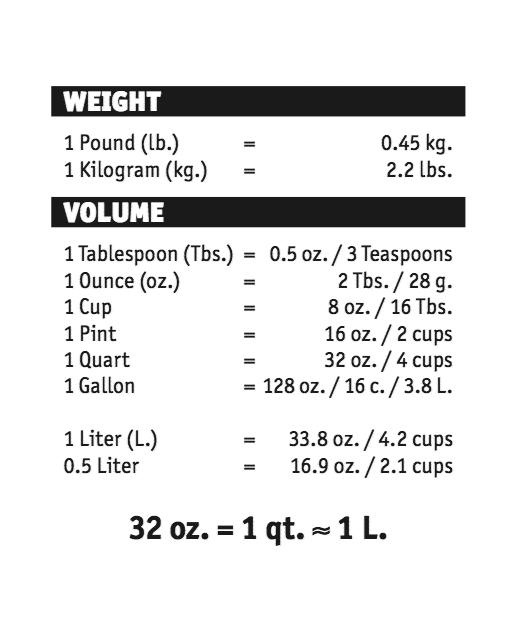 WEIGHT
1 Pound (lb.) = 0.45 kg.
1 Kilogram (kg.) = 2.2 lbs.
VOLUME
1 Tablespoon (Tbs.) = 0.5 oz. / 3 Teaspoons
1 Ounce (oz.) = 2 Tbs. / 28 g.
1 Cup = 8 oz. / 16 Tbs.
1 Pint = 16 oz. / 2 cups
1 Quart = 32 oz. / 4 cups
1 Gallon = 128 oz. / 16 c. / 3.8 L.
1 Liter (L.) = 33.8 oz. / 4.2 cups
0.5 Liter = 16.9 oz. / 2.1 cups
32 oz. = 1 qt. ≈ 1 L.